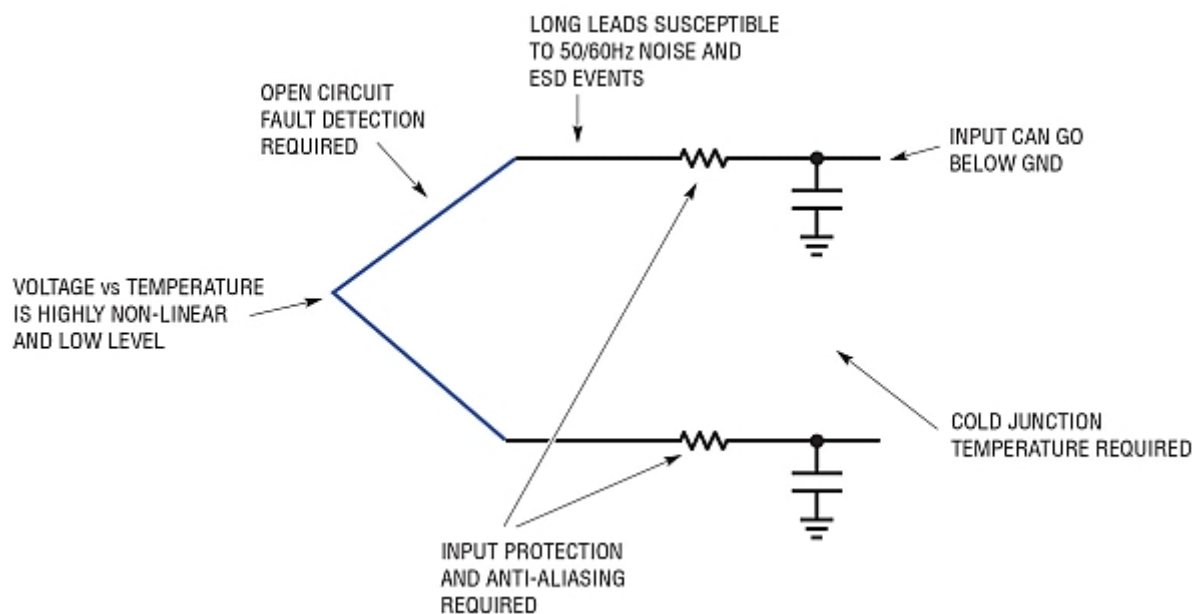 LONG LEADS SUSCEPTIBLE
TO 50/60Hz NOISE AND
ESD EVENTS
OPEN CIRCUIT
FAULT DETECTION
REQUIRED
INPUT CAN GO
BELOW GND
VOLTAGE vs TEMPERATURE
IS HIGHLY NON-LINEAR
AND LOW LEVEL
COLD JUNCTION
TEMPERATURE REQUIRED
INPUT PROTECTION
AND ANTI-ALIASING
REQUIRED